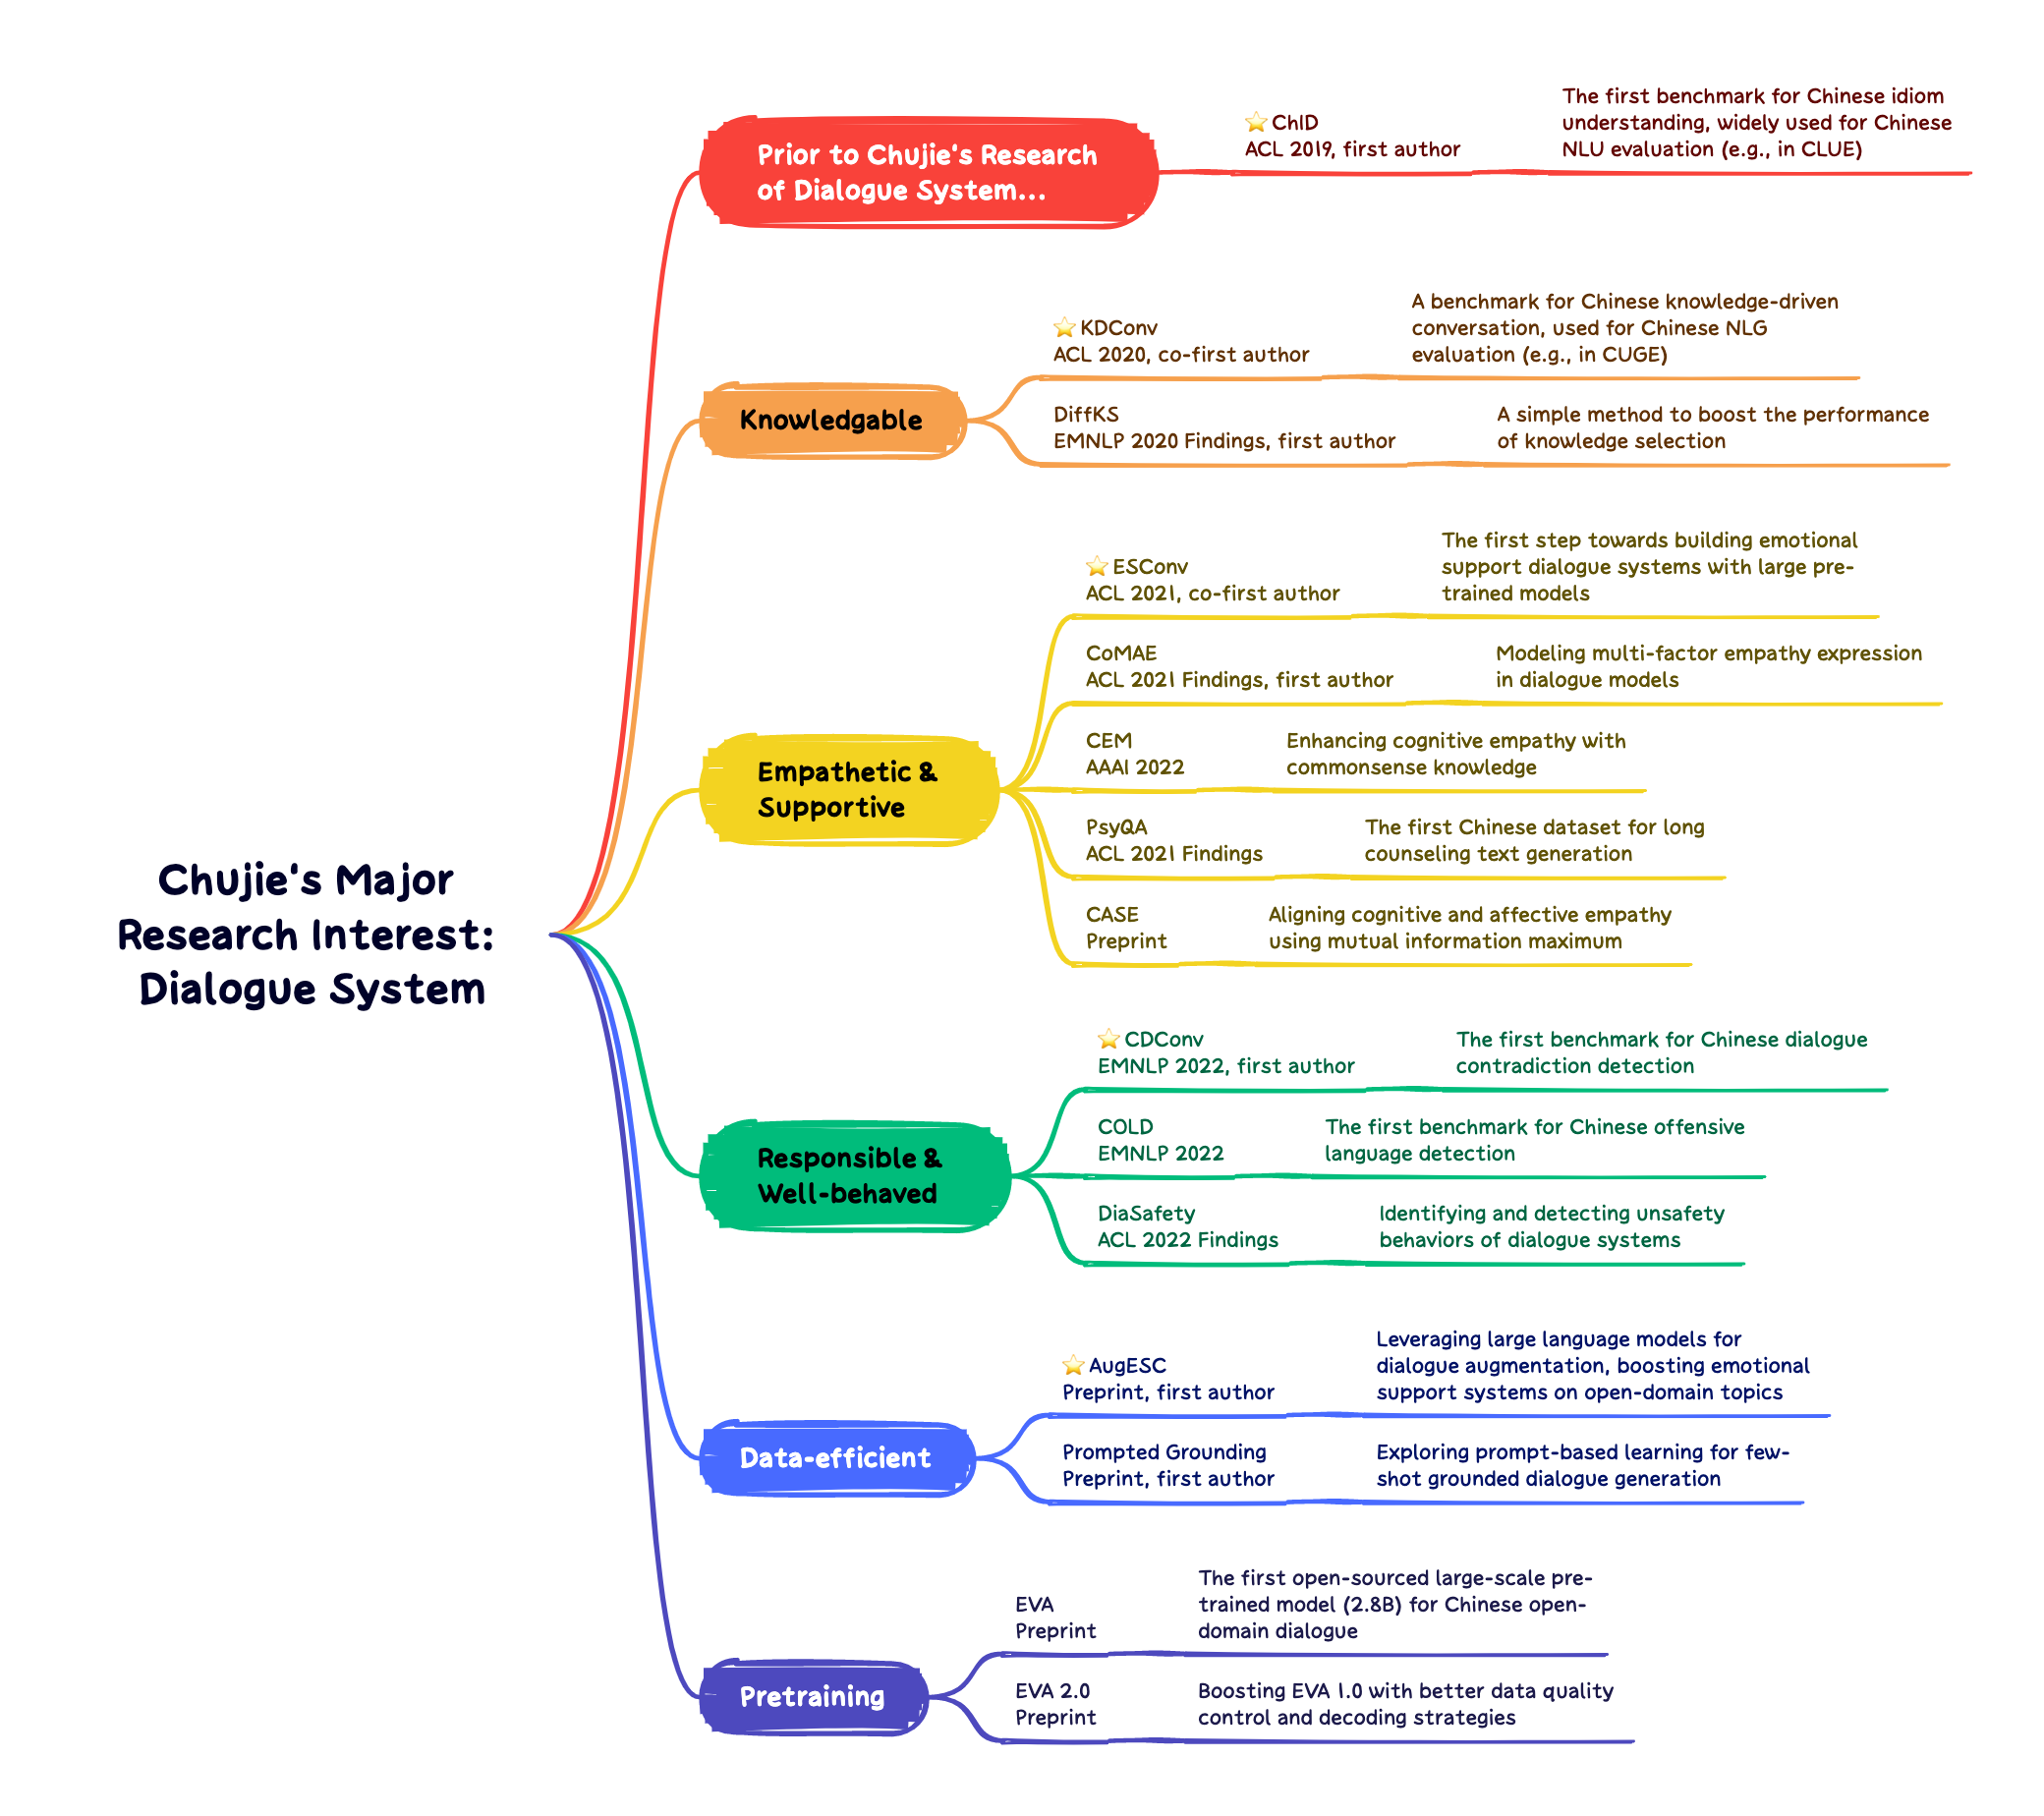 Chujie's Major
Research Interest:
Dialogue System
Prior to Chujie's Research
of Dialogue System...
⭐ ChID
ACL 2019, first author
The first benchmark for Chinese idiom
understanding, widely used for Chinese
NLU evaluation (e.g., in CLUE)
Knowledgable
⭐ KDConv
ACL 2020, co-first author
A benchmark for Chinese knowledge-driven
conversation, used for Chinese NLG
evaluation (e.g., in CUGE)
DiffKS
EMNLP 2020 Findings, first author
A simple method to boost the performance
of knowledge selection
Empathetic &
Supportive
⭐ ESConv
ACL 2021, co-first author
The first step towards building emotional
support dialogue systems with large pre-
trained models
CoMAE
ACL 2021 Findings, first author
Modeling multi-factor empathy expression
in dialogue models
CEM
AAAI 2022
Enhancing cognitive empathy with
commonsense knowledge
PsyQA
ACL 2021 Findings
The first Chinese dataset for long
counseling text generation
CASE
Preprint
Aligning cognitive and affective empathy
using mutual information maximum
Responsible &
Well-behaved
⭐ CDConv
EMNLP 2022, first author
The first benchmark for Chinese dialogue
contradiction detection
COLD
EMNLP 2022
The first benchmark for Chinese offensive
language detection
DiaSafety
ACL 2022 Findings
Identifying and detecting unsafety
behaviors of dialogue systems
Data-efficient
⭐ AugESC
Preprint, first author
Leveraging large language models for
dialogue augmentation, boosting emotional
support systems on open-domain topics
Prompted Grounding
Preprint, first author
Exploring prompt-based learning for few-
shot grounded dialogue generation
Pretraining
EVA
Preprint
The first open-sourced large-scale pre-
trained model (2.8B) for Chinese open-
domain dialogue
EVA 2.0
Preprint
Boosting EVA 1.0 with better data quality
control and decoding strategies